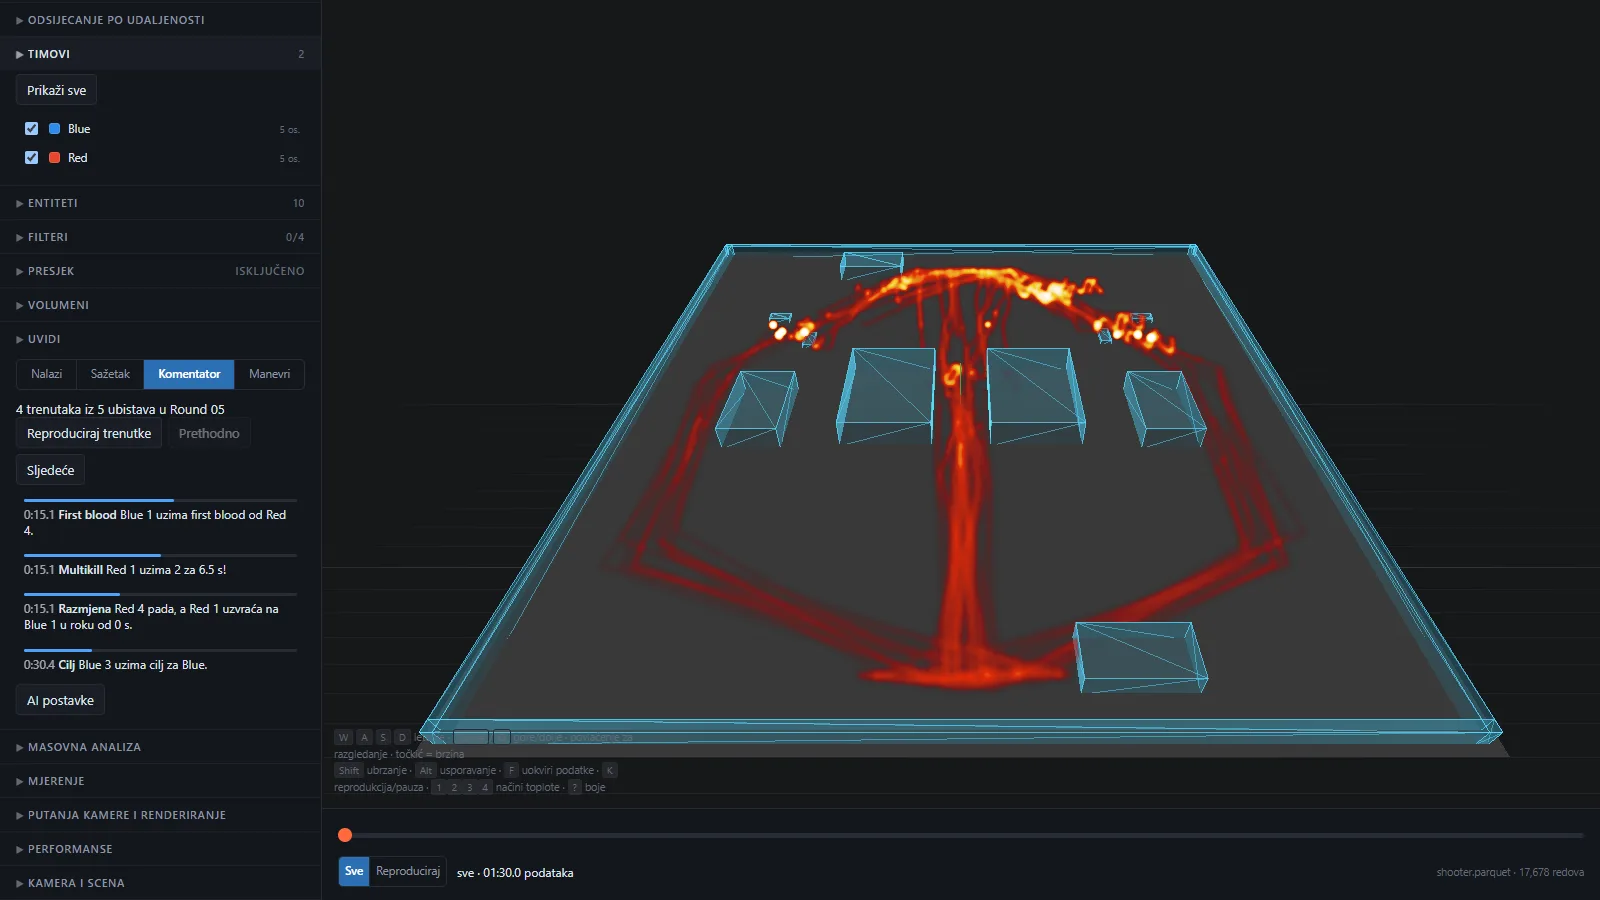 ODSIJECANJE PO UDALJENOSTI
TIMOVI 2
Prikaži sve
Blue 5 os.
Red 5 os.
ENTITETI 10
FILTERI 0/4
PRESJEK ISKLJUČENO
VOLUMENI
UVIDI
Nalazi Sažetak Komentator Manevri
4 trenutaka iz 5 ubistava u Round 05
Reproduciraj trenutke Prethodno
Sljedeće
0:15.1 First blood Blue 1 uzima first blood od Red
4.
0:15.1 Multikill Red 1 uzima 2 za 6.5 s!
0:15.1 Razmjena Red 4 pada, a Red 1 uzvraća na
Blue 1 u roku od 0 s.
0:30.4 Cilj Blue 3 uzima cilj za Blue.
AI postavke
MASOVNA ANALIZA
MJERENJE
PUTANJA KAMERE I RENDERIRANJE
PERFORMANSE
KAMERA I SCENA
W A S D gore/dolje · povlačenje za
razgledanje · točkić = brzina
Shift ubrzanje · Alt usporavanje · F uokviri podatke · K
reprodukcija/pauza · 1 2 3 4 načini toplote · ? boje
Sve Reproduciraj sve · 01:30.0 podataka
shooter.parquet · 17,678 redova